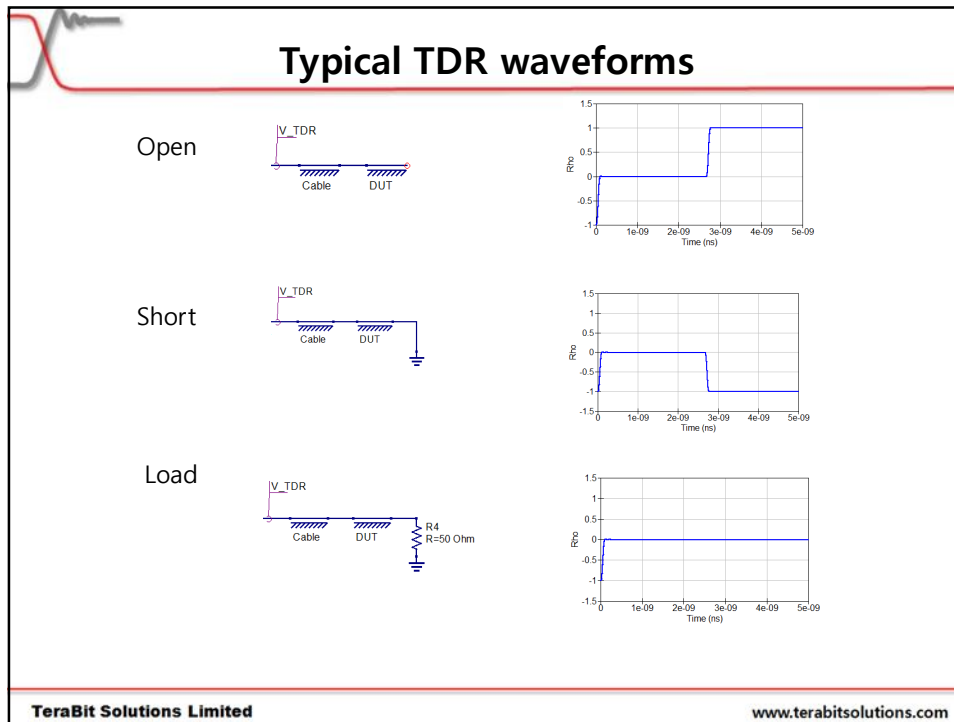 Typical TDR waveforms
Open
V_TDR
Cable
DUT
1.5
1
0.5
0
-0.5
-1
Rho
0
1e-09
2e-09
3e-09
4e-09
5e-09
Time (ns)
Short
V_TDR
Cable
DUT
1.5
1
0.5
0
-0.5
-1
-1.5
Rho
0
1e-09
2e-09
3e-09
4e-09
5e-09
Time (ns)
Load
V_TDR
Cable
DUT
R4
R=50 Ohm
1.5
1
0.5
0
-0.5
-1
-1.5
Rho
0
1e-09
2e-09
3e-09
4e-09
5e-09
Time (ns)
TeraBit Solutions Limited
www.terabitsolutions.com